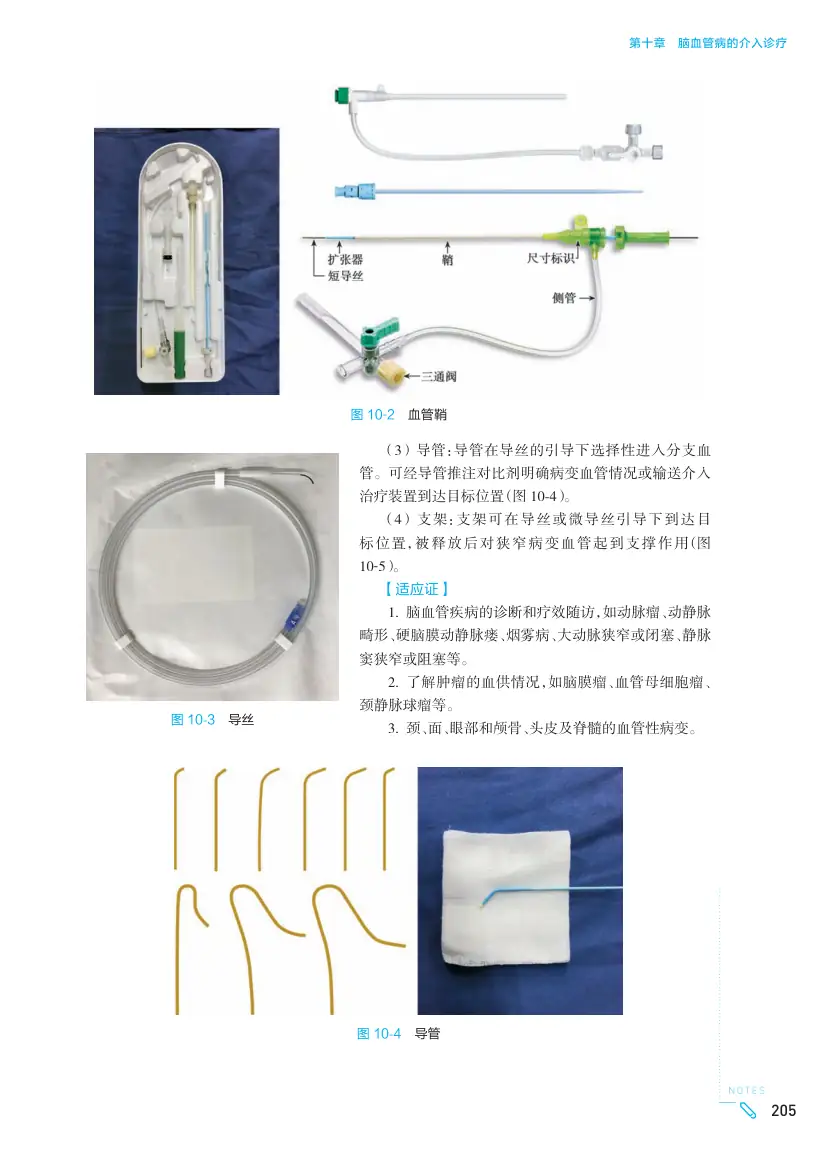 第十章 脑血管病的介入诊疗
扩张器
短导丝
鞘
尺寸标识
侧管
三通阀
图 10-2 血管鞘
（3）导管：导管在导丝的引导下选择性进入分支血
管。可经导管推注对比剂明确病变血管情况或输送介入
治疗装置到达目标位置（图 10-4）。
（4）支架：支架可在导丝或微导丝引导下到达目
标位置，被释放后对狭窄病变血管起到支撑作用（图
10-5）。
【适应证】
1. 脑血管疾病的诊断和疗效随访，如动脉瘤、动静脉
畸形、硬脑膜动静脉瘘、烟雾病、大动脉狭窄或闭塞、静脉
窦狭窄或阻塞等。
2. 了解肿瘤的血供情况，如脑膜瘤、血管母细胞瘤、
颈静脉球瘤等。
3. 颈、面、眼部和颅骨、头皮及脊髓的血管性病变。
图 10-3 导丝
图 10-4 导管
NOTES
205